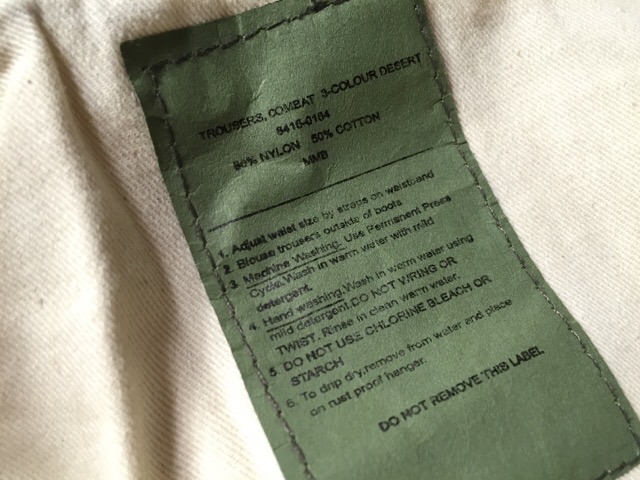 TROUSERS, COMBAT 3-COLOUR DESERT
8415-0184
50% NYLON 50% COTTON
MMB
1. Adjust waist size by straps on waistband
2. Blouse trousers outside of boots
3. Machine Washing. Use Permanent Press
Cycle.Wash in warm water with mild
detergent.
4. Hand washing.Wash in warm water using
mild detergent.DO NOT WRING OR
TWIST. Rinse in clean warm water.
5. DO NOT USE CHLORINE BLEACH OR
STARCH
6. To drip dry,remove from water and place
on rust proof hanger.
DO NOT REMOVE THIS LABEL